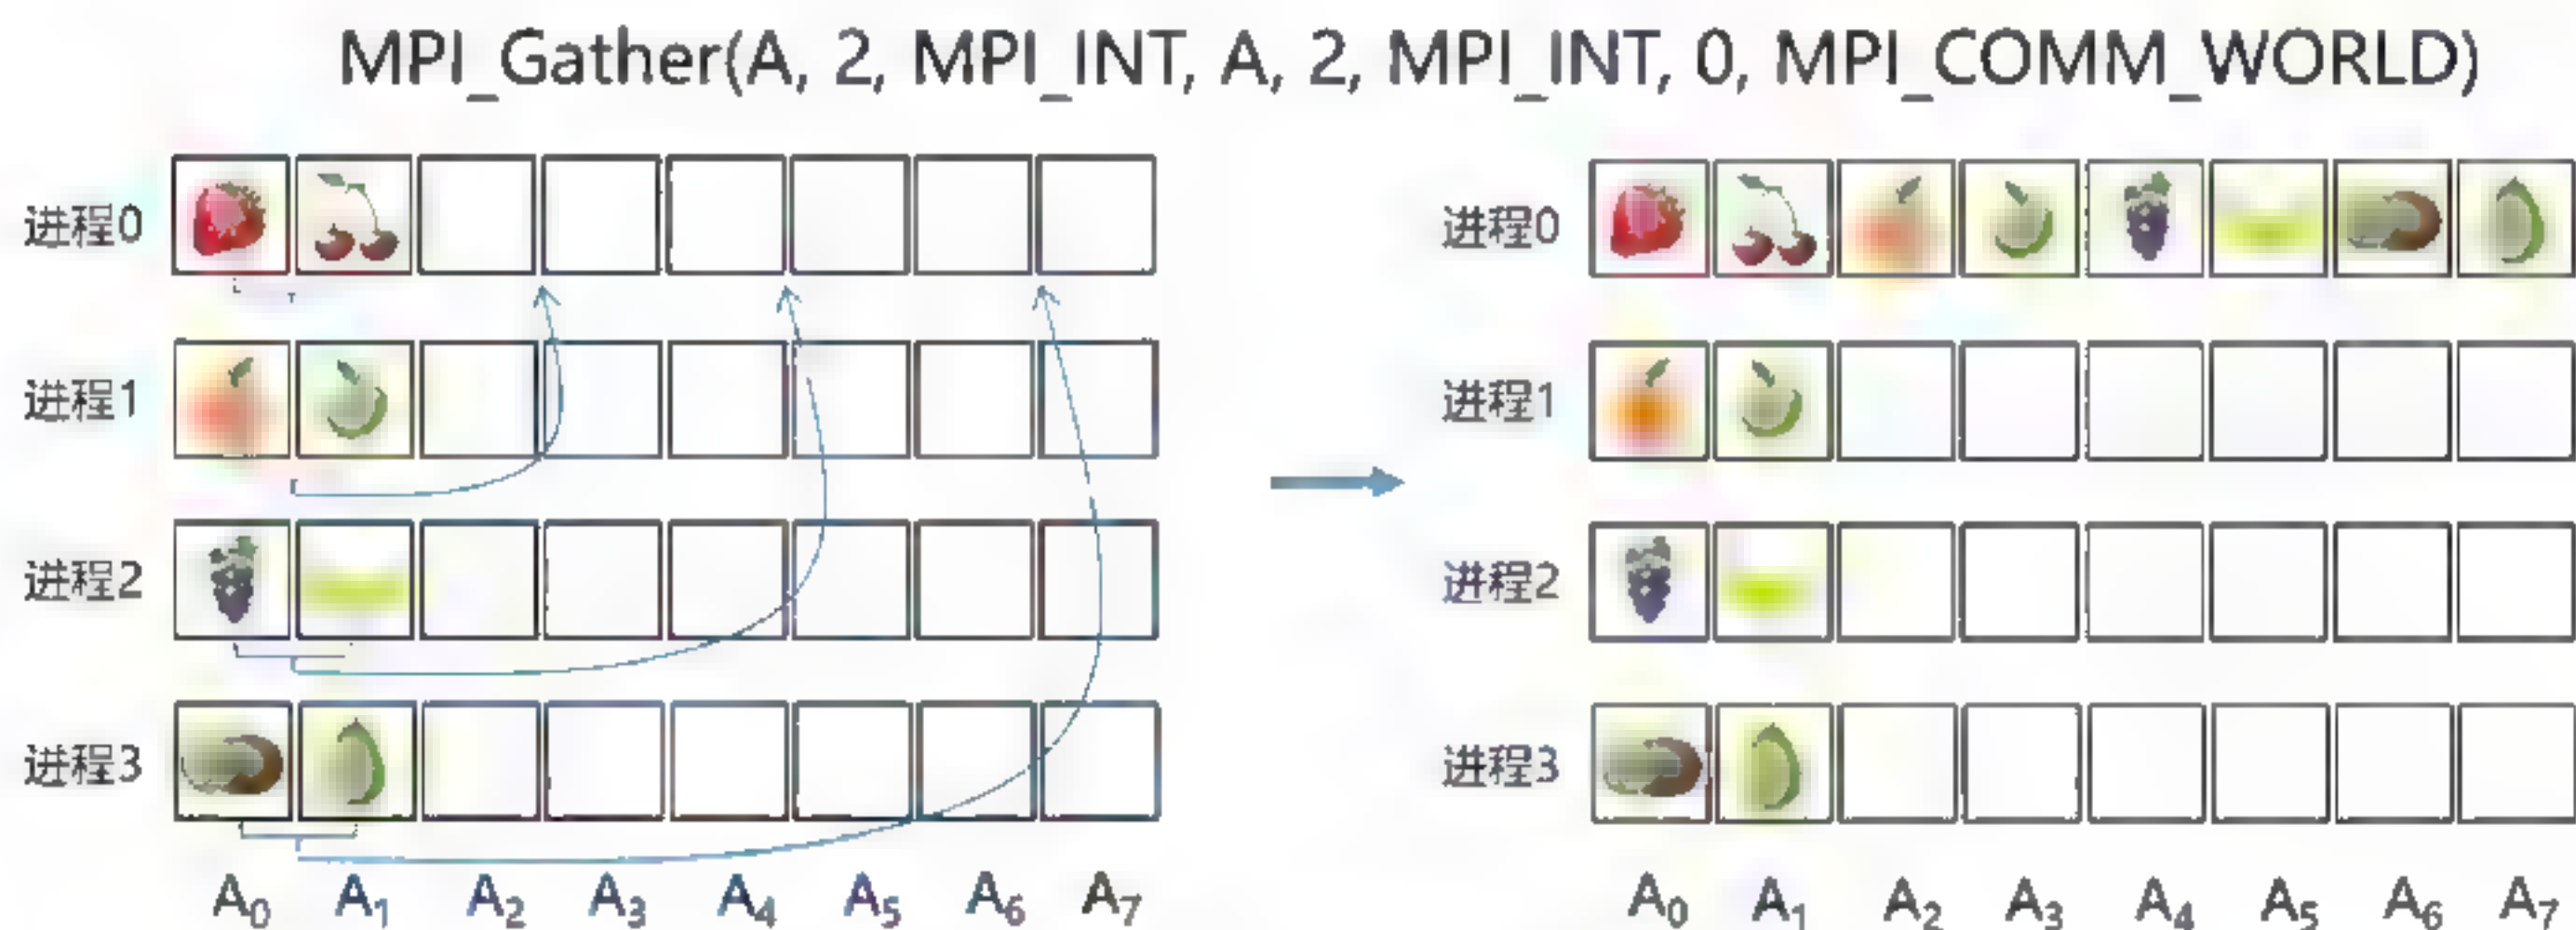 MPI_Gather(A, 2, MPI_INT, A, 2, MPI_INT, 0, MPI_COMM_WORLD)
进程0 进程0
进程1 进程1
进程2 进程2
进程3 进程3
A0 A1 A2 A3 A4 A5 A6 A7 A0 A1 A2 A3 A4 A5 A6 A7